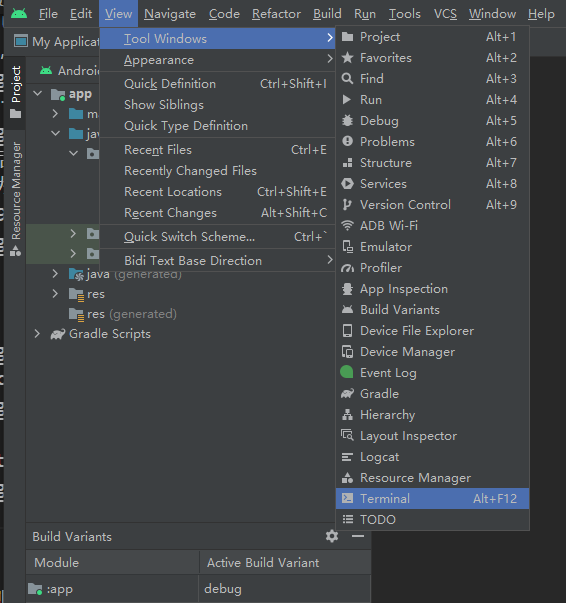 File Edit View Navigate Code Refactor Build Run Tools VCS Window Help
My Applica
Project
Resource Manager
Android
app
ma
jav
java (generated)
res
res (generated)
Gradle Scripts
Tool Windows
Appearance
Quick Definition Ctrl+Shift+I
Show Siblings
Quick Type Definition
Recent Files Ctrl+E
Recently Changed Files
Recent Locations Ctrl+Shift+E
Recent Changes Alt+Shift+C
Quick Switch Scheme... Ctrl+`
Bidi Text Base Direction
Project Alt+1
Favorites Alt+2
Find Alt+3
Run Alt+4
Debug Alt+5
Problems Alt+6
Structure Alt+7
Services Alt+8
Version Control Alt+9
ADB Wi-Fi
Emulator
Profiler
App Inspection
Build Variants
Device File Explorer
Device Manager
Event Log
Gradle
Hierarchy
Layout Inspector
Logcat
Resource Manager
Terminal Alt+F12
TODO
Build Variants
Module Active Build Variant
:app debug